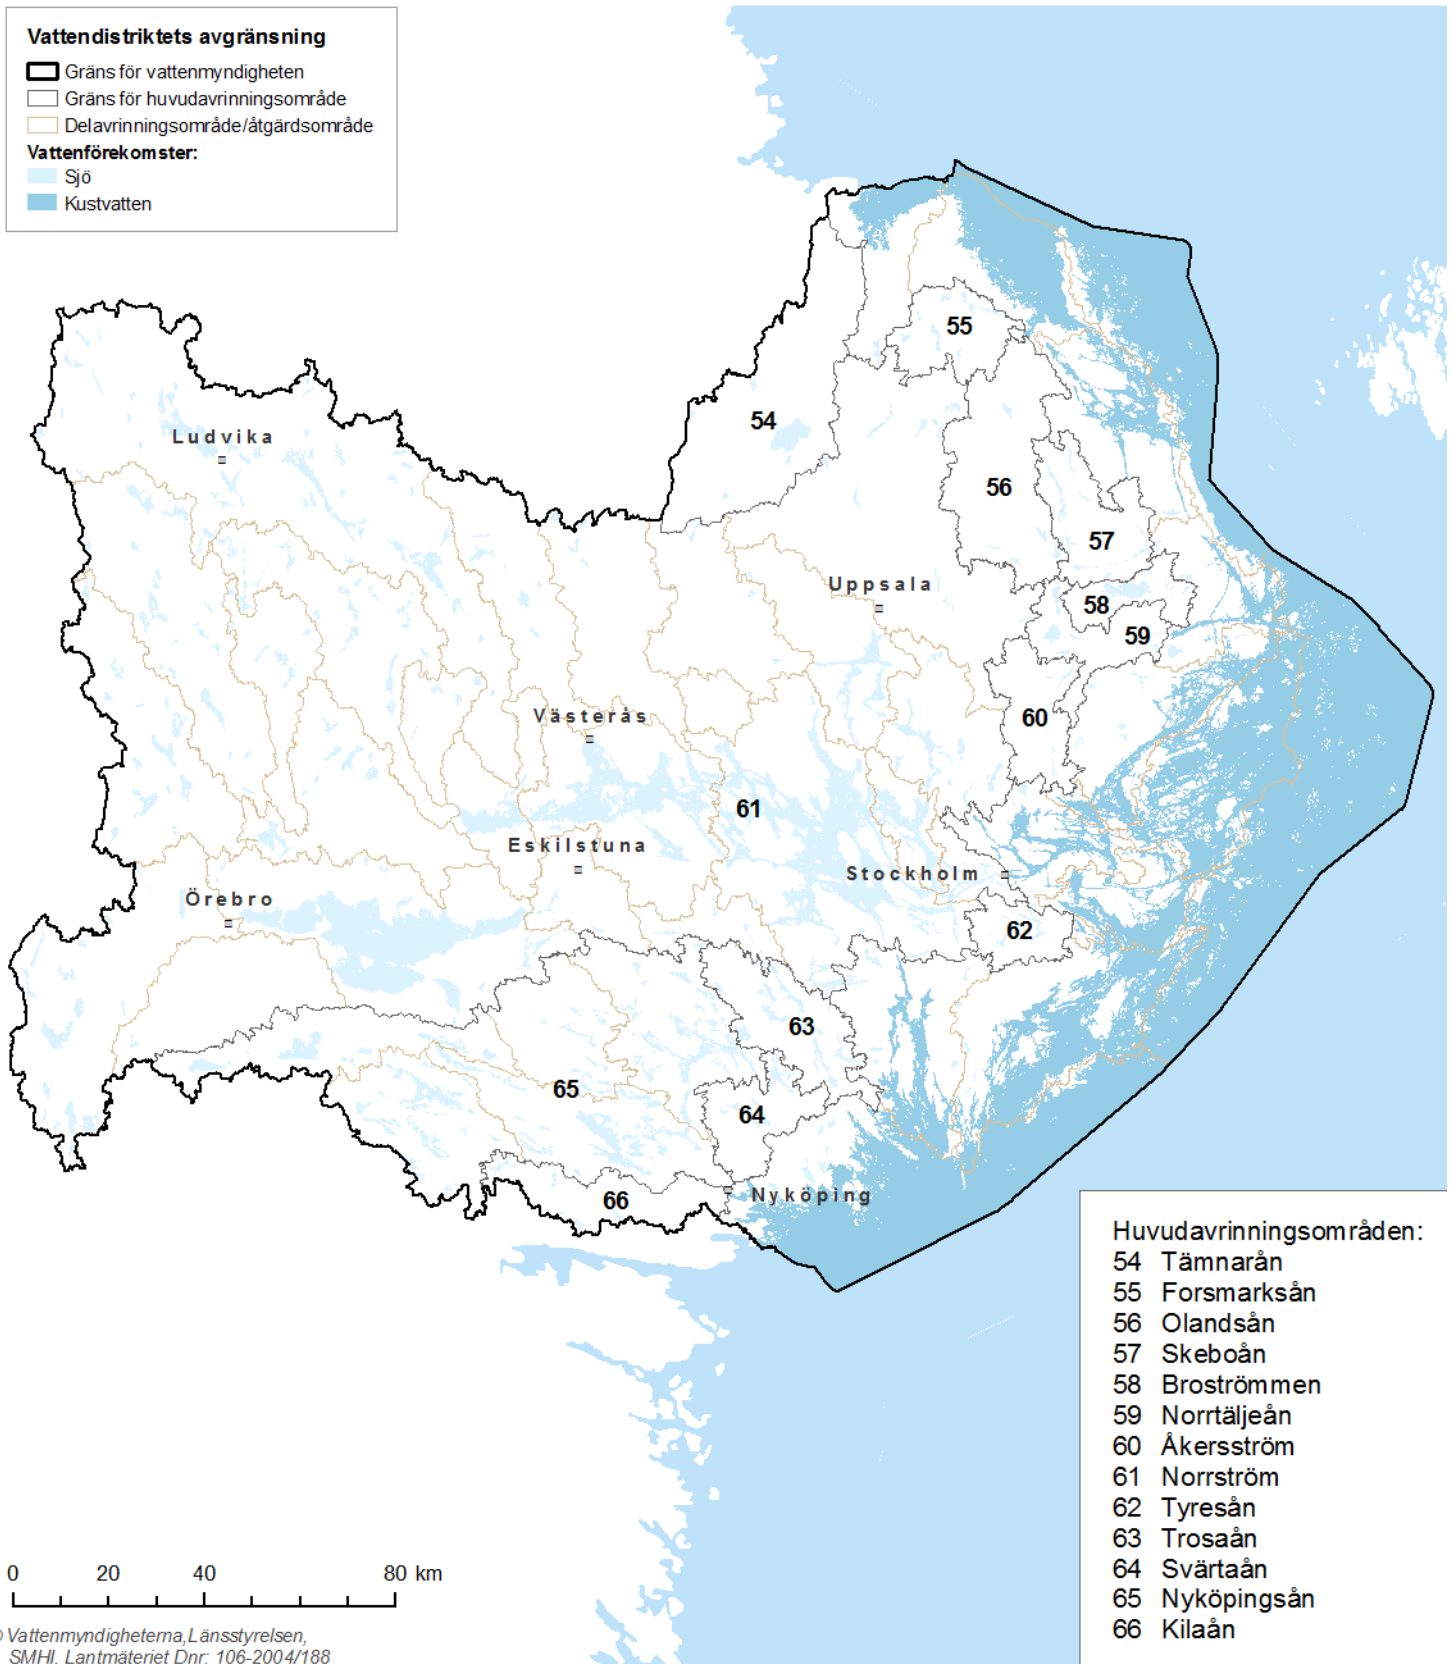 Vattendistriktets avgränsning
Gräns för vattenmyndigheten
Gräns för huvudavrinningsområde
Delavrinningsområde/åtgärdsområde
Vattenförekomster:
Sjö
Kustvatten
55
54
Ludvika
56
57
Uppsala
58
59
Västerås
60
61
Eskilstuna
Stockholm
Örebro
62
63
65
64
66
Nyköping
Huvudavrinningsområden:
54 Tämnarån
55 Forsmarksån
56 Olandsån
57 Skeboån
58 Broströmmen
59 Norrtäljeån
60 Åkersström
61 Norrström
62 Tyresån
63 Trosaån
64 Svärtaån
65 Nyköpingsån
66 Kilaån
0 20 40 80 km
© Vattenmyndigheterna, Länsstyrelsen,
SMHI, Lantmäteriet Dnr: 106-2004/188